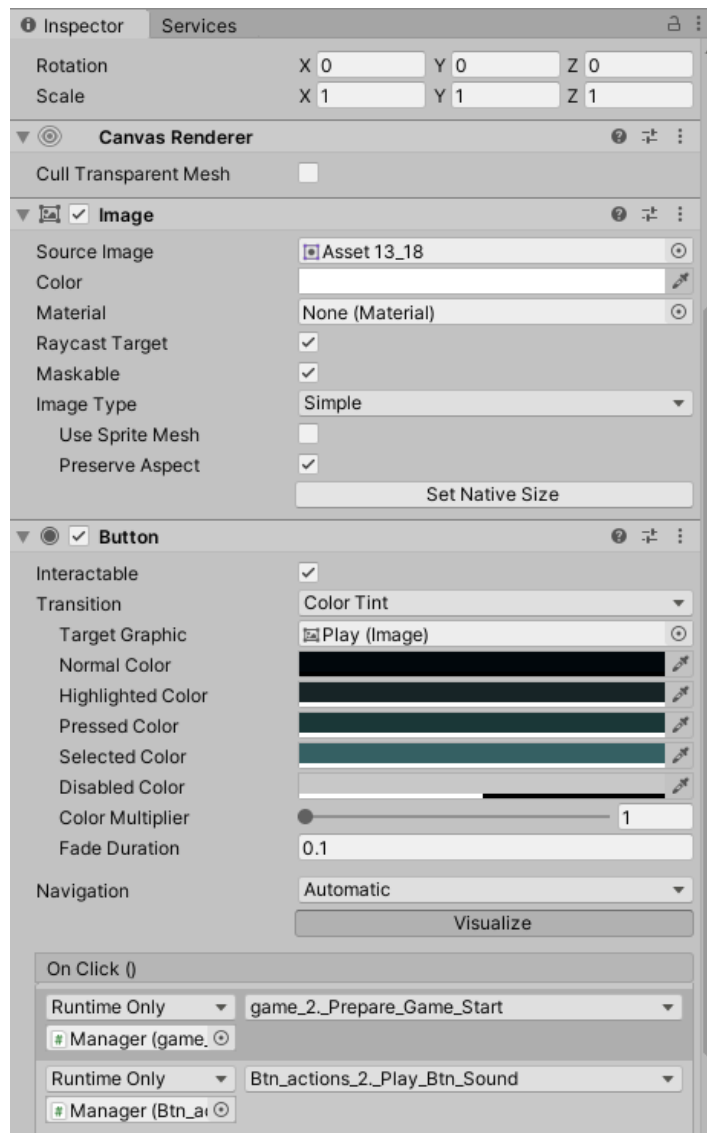 Inspector Services
Rotation X 0 Y 0 Z 0
Scale X 1 Y 1 Z 1
Canvas Renderer
Cull Transparent Mesh
Image
Source Image Asset 13_18
Color
Material None (Material)
Raycast Target
Maskable
Image Type Simple
Use Sprite Mesh
Preserve Aspect
Set Native Size
Button
Interactable
Transition Color Tint
Target Graphic Play (Image)
Normal Color
Highlighted Color
Pressed Color
Selected Color
Disabled Color
Color Multiplier 1
Fade Duration 0.1
Navigation Automatic
Visualize
On Click ()
Runtime Only game_2._Prepare_Game_Start
# Manager (game_
Runtime Only Btn_actions_2._Play_Btn_Sound
# Manager (Btn_a